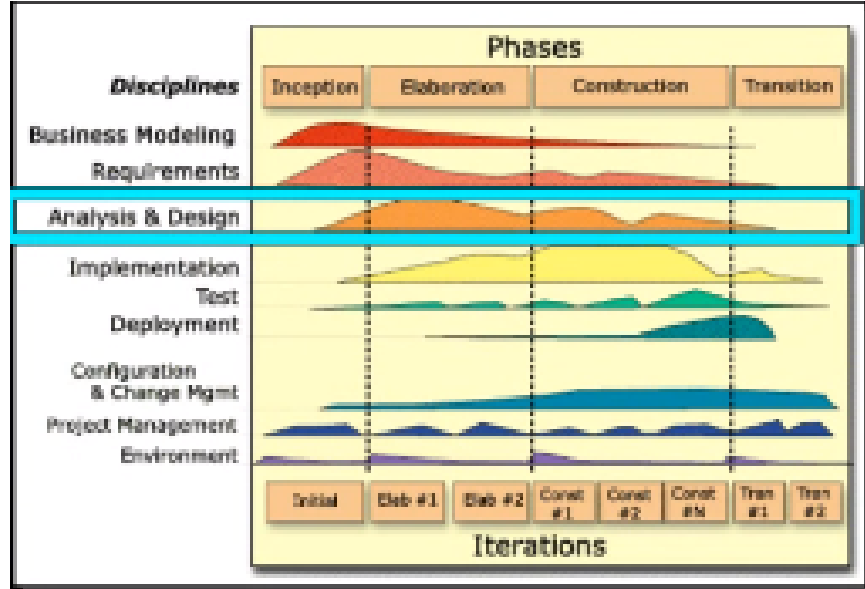 Phases
Disciplines Inception Elaboration Construction Transition
Business Modeling
Requirements
Analysis & Design
Implementation
Test
Deployment
Configuration
& Change Mgmt
Project Management
Environment
Initial Elab #1 Elab #2 Const #1 Const #2 Const #N Tran #1 Tran #2
Iterations